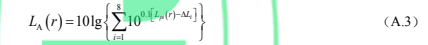 L_A(r)=10lg{∑_{i=1}^{8}10^{0.1[L_{pi}(r)-ΔL_i]}} （A.3）